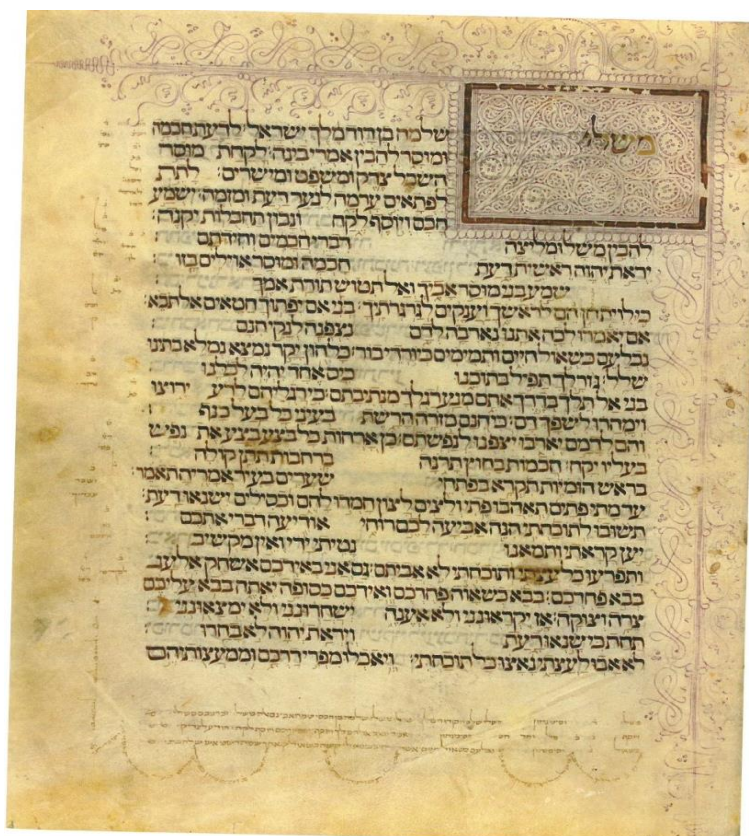 משלי
שלמה בן דוד מלך ישראל: לדעת חכמה
ומוסר להבין אמרי בינה: לקחת מוסר
השכל צדק ומשפט ומישרים: לתת
לפתאים ערמה לנער דעת ומזמה: ישמע
חכם ויוסף לקח ונבון תחבלות יקנה:
להבין משל ומליצה דברי חכמים וחידתם:
יראת יהוה ראשית דעת חכמה ומוסר אוילים בזו:
שמע בני מוסר אביך ואל תטוש תורת אמך
כי לוית חן הם לראשך וענקים לגרגרתיך: בני אם יפתוך חטאים אל תבא:
אם יאמרו לכה אתנו נארבה לדם נצפנה לנקי חנם
נבלעם כשאול חיים ותמימים כיורדי בור: כל הון יקר נמצא נמלא בתינו
שלל: גורלך תפיל בתוכנו כיס אחד יהיה לכלנו
בני אל תלך בדרך אתם מנע רגלך מנתיבתם: כי רגליהם לרע ירוצו
וימהרו לשפך דם: כי חנם מזרה הרשת בעיני כל בעל כנף
והם לדמם יארבו יצפנו לנפשתם: כן ארחות כל בצע בצע את נפש
בעליו יקח: חכמות בחוץ תרנה ברחבות תתן קולה
בראש הומיות תקרא בפתחי שערים בעיר אמריה תאמר:
עד מתי פתים תאהבו פתי ולצים לצון חמדו להם וכסילים ישנאו דעת:
תשובו לתוכחתי הנה אביעה לכם רוחי אודיעה דברי אתכם
יען קראתי ותמאנו נטיתי ידי ואין מקשיב:
ותפרעו כל עצתי ותוכחתי לא אביתם: גם אני באידכם אשחק אלעג
בבא פחדכם: בבא כשאוה פחדכם ואידכם כסופה יאתה בבא עליכם
צרה וצוקה: אז יקראונני ולא אענה ישחרונני ולא ימצאונני:
תחת כי שנאו דעת ויראת יהוה לא בחרו:
לא אבו לעצתי נאצו כל תוכחתי: ויאכלו מפרי דרכם וממעצותיהם